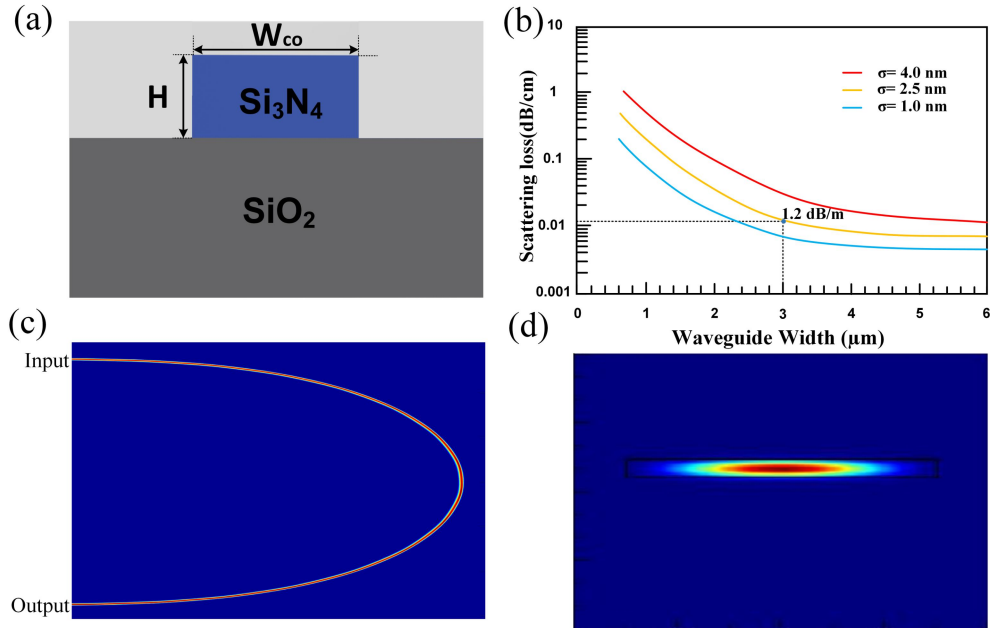 (a)
W_co
H
Si₃N₄
SiO₂
(b)
Scattering loss(dB/cm)
10
1
0.1
0.01
0.001
σ= 4.0 nm
σ= 2.5 nm
σ= 1.0 nm
1.2 dB/m
0 1 2 3 4 5 6
Waveguide Width (μm)
(c)
Input
Output
(d)